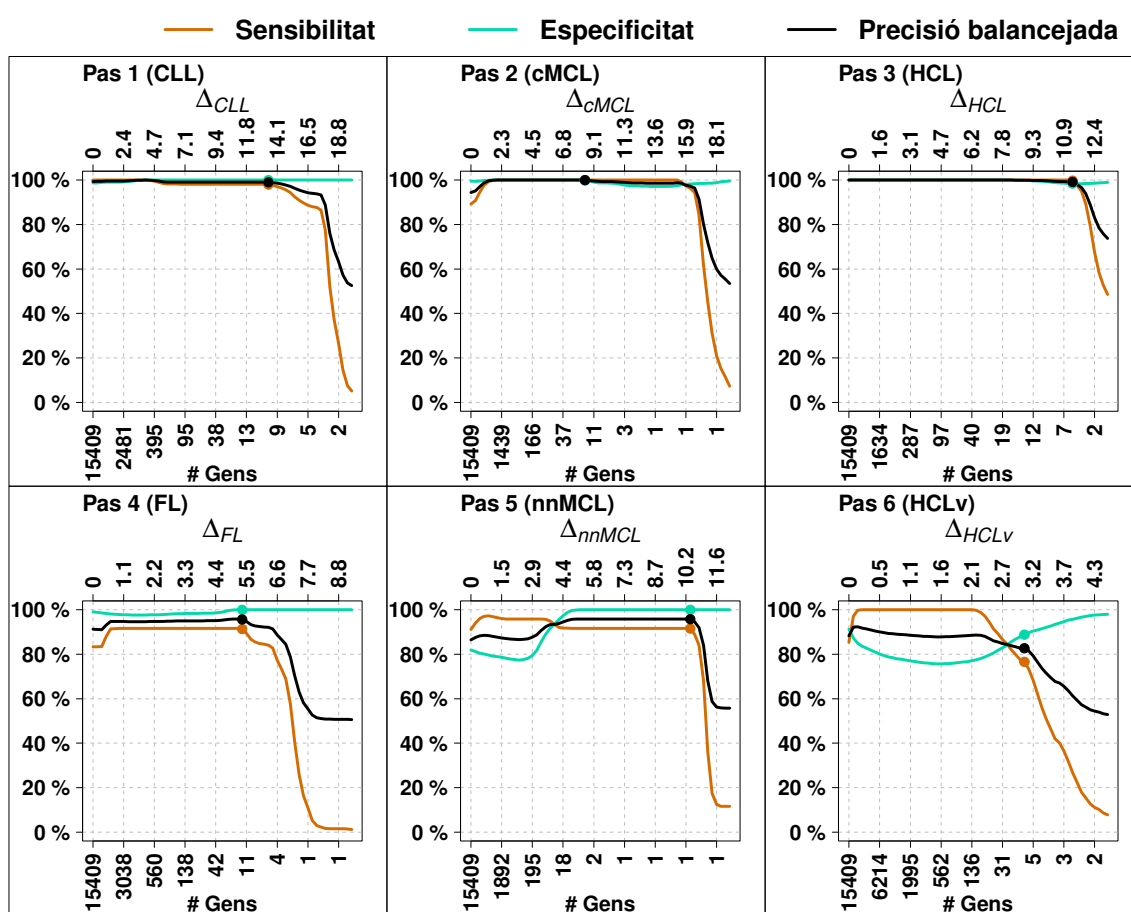 Sensibilitat Especificitat Precisió balancejada
Pas 1 (CLL)
Δ_CLL
0 2.4 4.7 7.1 9.4 11.8 14.1 16.5 18.8
100 %
80 %
60 %
40 %
20 %
0 %
15409 2481 395 95 38 13 9 5 2
# Gens
Pas 2 (cMCL)
Δ_cMCL
0 2.3 4.5 6.8 9.1 11.3 13.6 15.9 18.1
100 %
80 %
60 %
40 %
20 %
0 %
15409 1439 166 37 11 3 1 1 1
# Gens
Pas 3 (HCL)
Δ_HCL
0 1.6 3.1 4.7 6.2 7.8 9.3 10.9 12.4
100 %
80 %
60 %
40 %
20 %
0 %
15409 1634 2287 97 40 19 12 7 2
# Gens
Pas 4 (FL)
Δ_FL
0 1.1 2.2 3.3 4.4 5.5 6.6 7.7 8.8
100 %
80 %
60 %
40 %
20 %
0 %
15409 3038 560 138 42 11 4 1 1
# Gens
Pas 5 (nnMCL)
Δ_nnMCL
0 1.5 2.9 4.4 5.8 7.3 8.7 10.2 11.6
100 %
80 %
60 %
40 %
20 %
0 %
15409 1892 195 18 2 1 1 1 1
# Gens
Pas 6 (HCLv)
Δ_HCLv
0 0.5 1.1 1.6 2.1 2.7 3.2 3.7 4.3
100 %
80 %
60 %
40 %
20 %
0 %
15409 6214 1995 562 136 31 5 3 2
# Gens